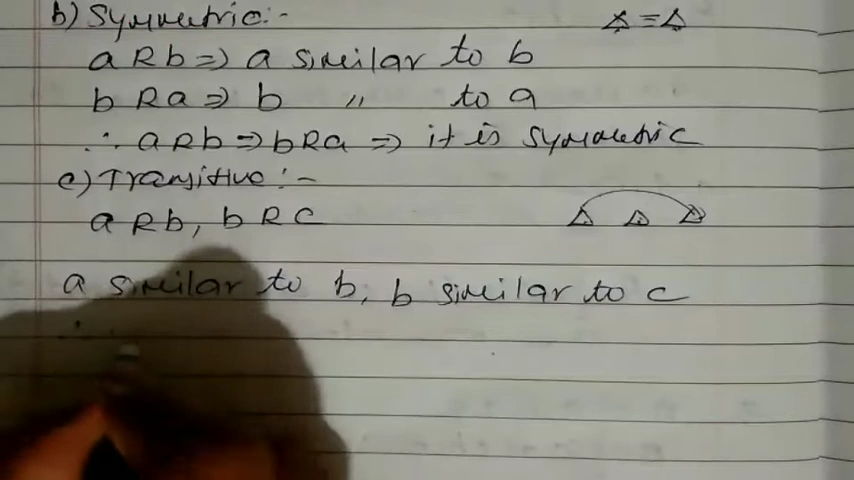 b) Symmetric:-
a R b => a similar to b
b R a => b " to a
∴ a R b => b R a => it is symmetric
c) Transitive :-
a R b, b R C
a similar to b, b similar to c
∴